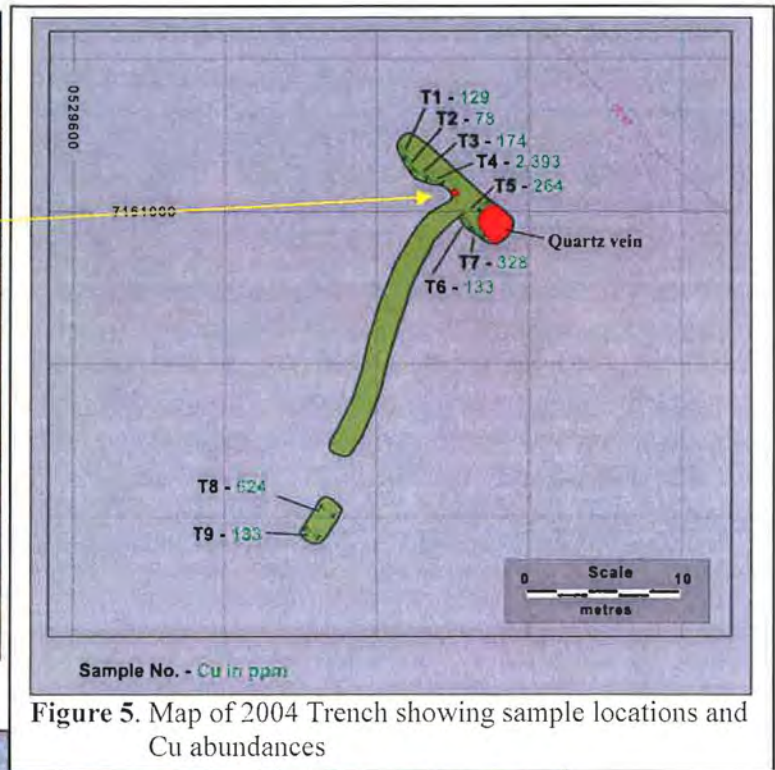 0529600
T1 - 129
T2 - 78
T3 - 174
T4 - 2,393
T5 - 264
7161000
Quartz vein
T7 - 328
T6 - 133
T8 - 624
T9 - 133
0 Scale 10
metres
Sample No. - Cu in ppm
Figure 5. Map of 2004 Trench showing sample locations and
Cu abundances